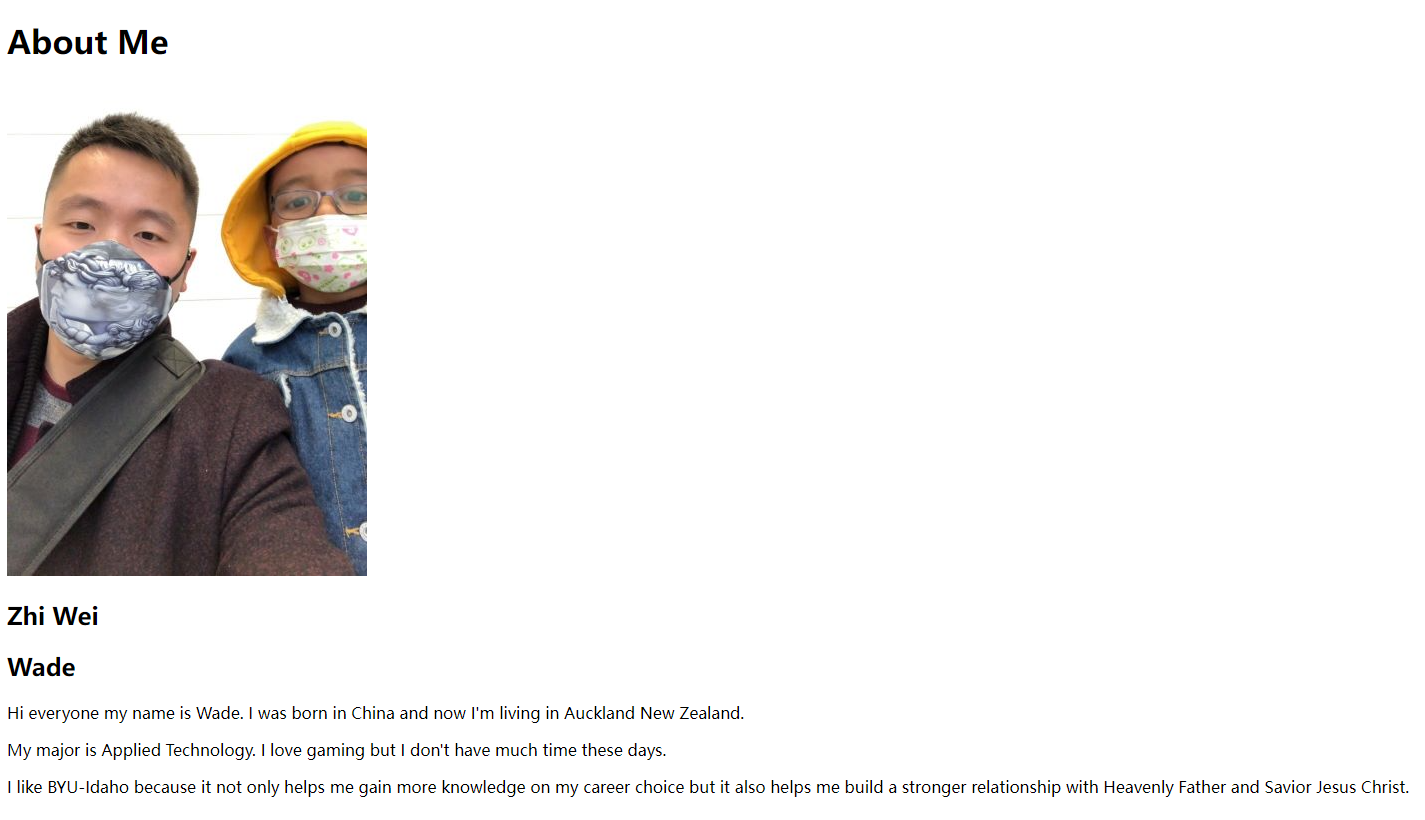 About Me
Zhi Wei
Wade
Hi everyone my name is Wade. I was born in China and now I'm living in Auckland New Zealand.
My major is Applied Technology. I love gaming but I don't have much time these days.
I like BYU-Idaho because it not only helps me gain more knowledge on my career choice but it also helps me build a stronger relationship with Heavenly Father and Savior Jesus Christ.